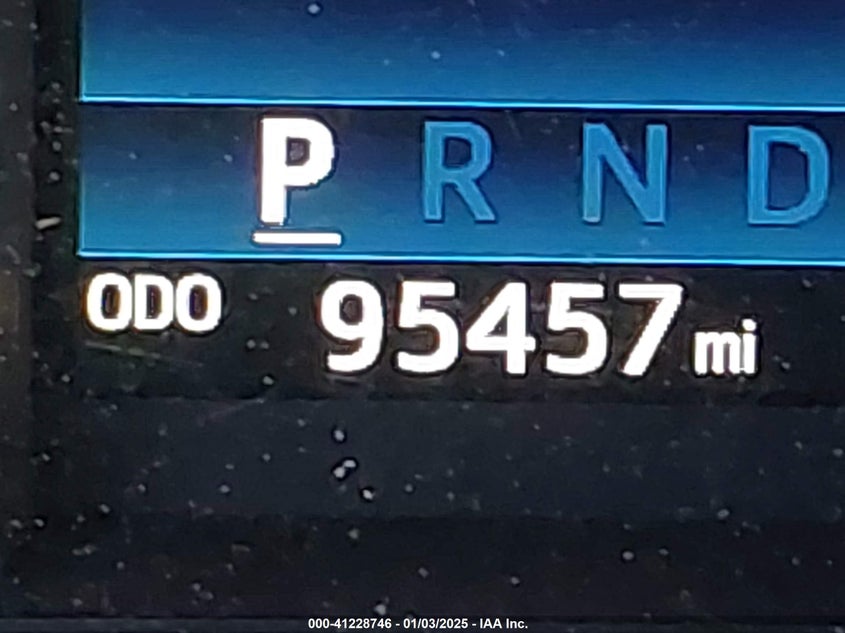 P R N D
ODO 95457 mi
000-41228746 - 01/03/2025 - IAA Inc.